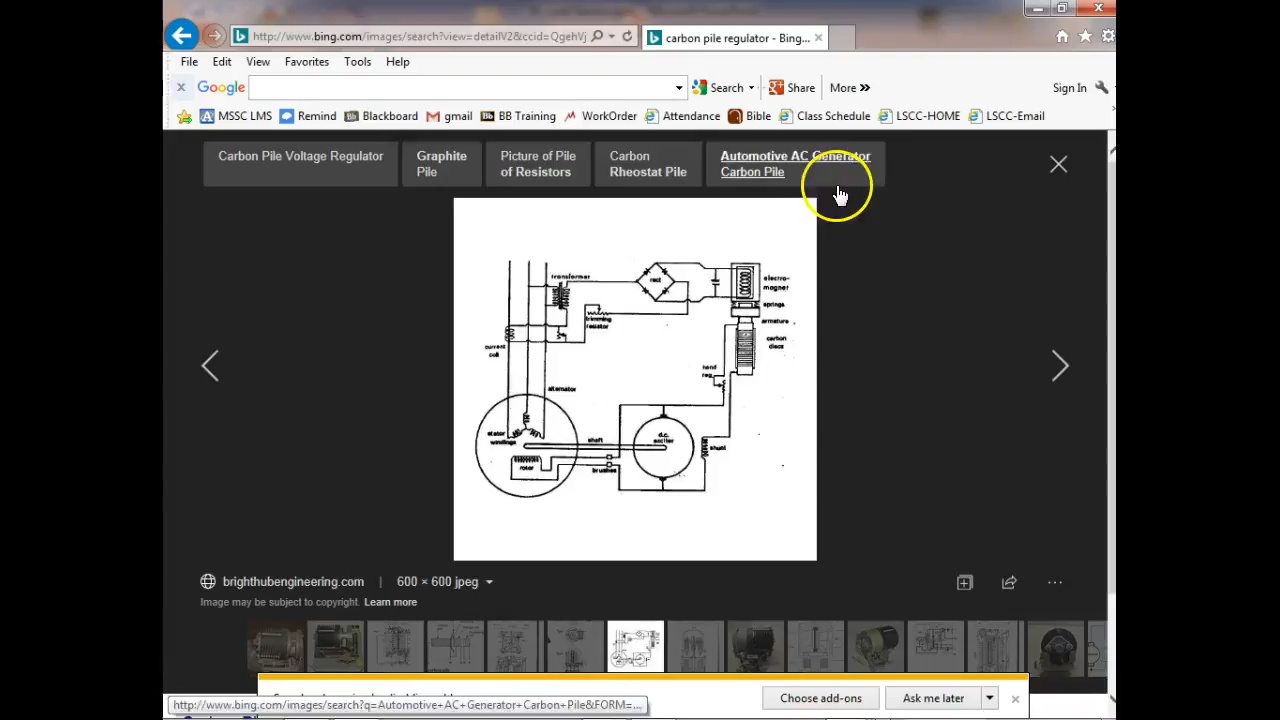 http://www.bing.com/images/search?view=detailV2&ccid=QgehVj
carbon pile regulator - Bing...
File Edit View Favorites Tools Help
Google Search Share More »
Sign In
MSSC LMS Remind Blackboard gmail BB Training WorkOrder Attendance Bible Class Schedule LSCC-HOME LSCC-Email
Carbon Pile Voltage Regulator
Graphite
Pile
Picture of Pile
of Resistors
Carbon
Rheostat Pile
Automotive AC Generator
Carbon Pile
transformer
rect
electro-
magnet
springs
armature
carbon
discs
trimming
resistor
current
coil
hand
reg.
alternator
stator
windings
shaft
d.c.
exciter
shunt
rotor
brushes
brighthubengineering.com | 600 × 600 jpeg
Image may be subject to copyright. Learn more
Choose add-ons
Ask me later
http://www.bing.com/images/search?q=Automotive+AC+Generator+Carbon+Pile&FORM=...